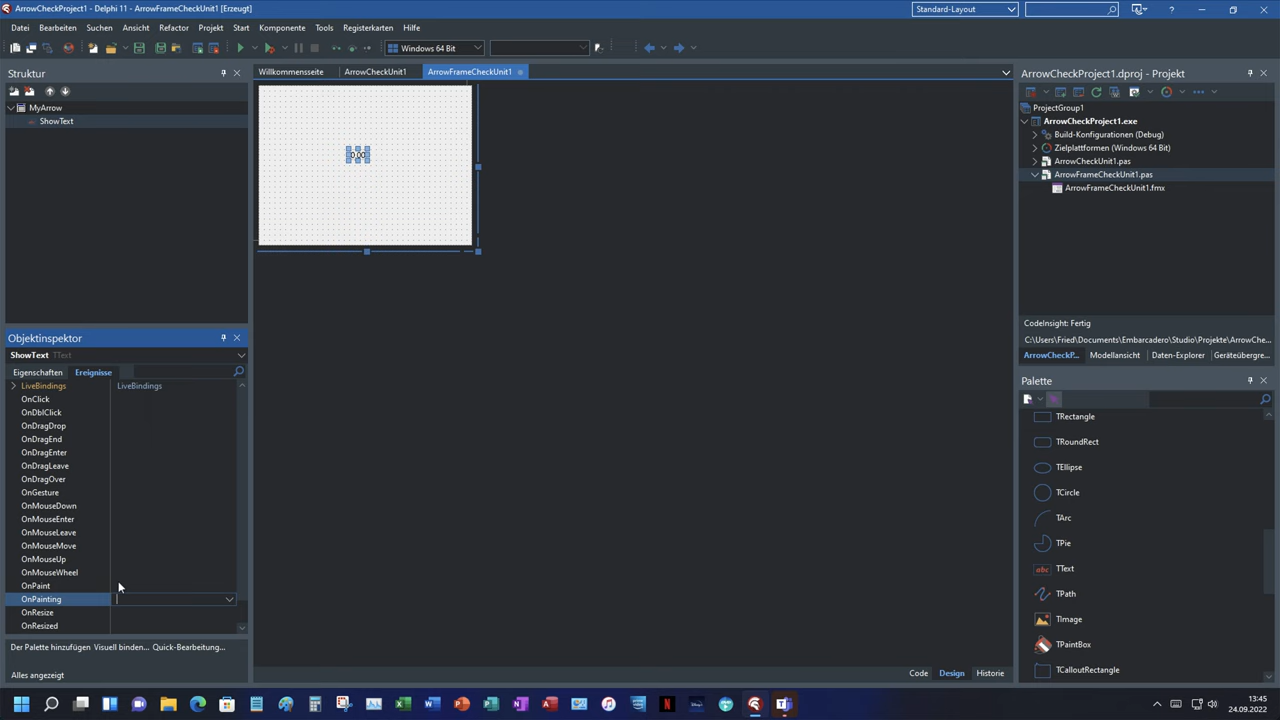 ArrowCheckProject1 - Delphi 11 - ArrowFrameCheckUnit1 [Erzeugt]
Standard-Layout
Datei Bearbeiten Suchen Ansicht Refactor Projekt Start Komponente Tools Registerkarten Hilfe
Windows 64 Bit
Struktur
MyArrow
ShowText
Willkommensseite ArrowCheckUnit1 ArrowFrameCheckUnit1
0,00
Objektinspektor
ShowText TText
Eigenschaften Ereignisse
LiveBindings LiveBindings
OnClick
OnDblClick
OnDragDrop
OnDragEnd
OnDragEnter
OnDragLeave
OnDragOver
OnGesture
OnMouseDown
OnMouseEnter
OnMouseLeave
OnMouseMove
OnMouseUp
OnMouseWheel
OnPaint
OnPainting
OnResize
OnResized
Der Palette hinzufügen Visuell binden... Quick-Bearbeitung...
Alles angezeigt
Code Design Historie
ArrowCheckProject1.dproj - Projekt
ProjectGroup1
ArrowCheckProject1.exe
Build-Konfigurationen (Debug)
Zielplattformen (Windows 64 Bit)
ArrowCheckUnit1.pas
ArrowFrameCheckUnit1.pas
ArrowFrameCheckUnit1.fmx
CodeInsight: Fertig
C:\Users\Fried\Documents\Embarcadero\Studio\Projekte\ArrowChe...
ArrowCheckP... Modellansicht Daten-Explorer Geräteübergre...
Palette
TRectangle
TRoundRect
TEllipse
TCircle
TArc
TPie
abc TText
TPath
TImage
TPaintBox
TCalloutRectangle
13:45
24.09.2022